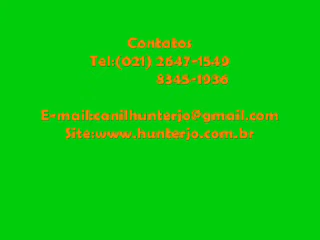 Contatos
Tel:(021) 2647-1549
8345-1936
E-mail:canilhunterjo@gmail.com
Site:www.hunterjo.com.br